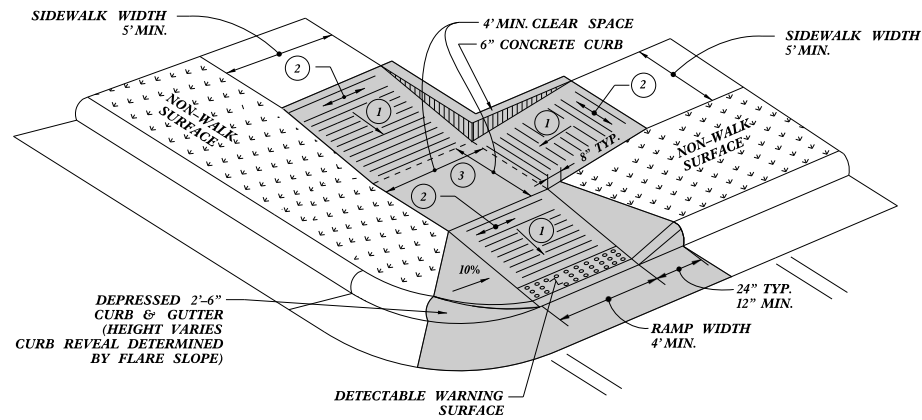 SIDEWALK WIDTH
5' MIN.
4' MIN. CLEAR SPACE
6" CONCRETE CURB
SIDEWALK WIDTH
5' MIN.
2
2
1
1
NON-WALK
SURFACE
NON-WALK
SURFACE
8" TYP.
3
2
1
10%
DEPRESSED 2'-6"
CURB & GUTTER
(HEIGHT VARIES
CURB REVEAL DETERMINED
BY FLARE SLOPE)
24" TYP.
12" MIN.
RAMP WIDTH
4' MIN.
DETECTABLE WARNING
SURFACE